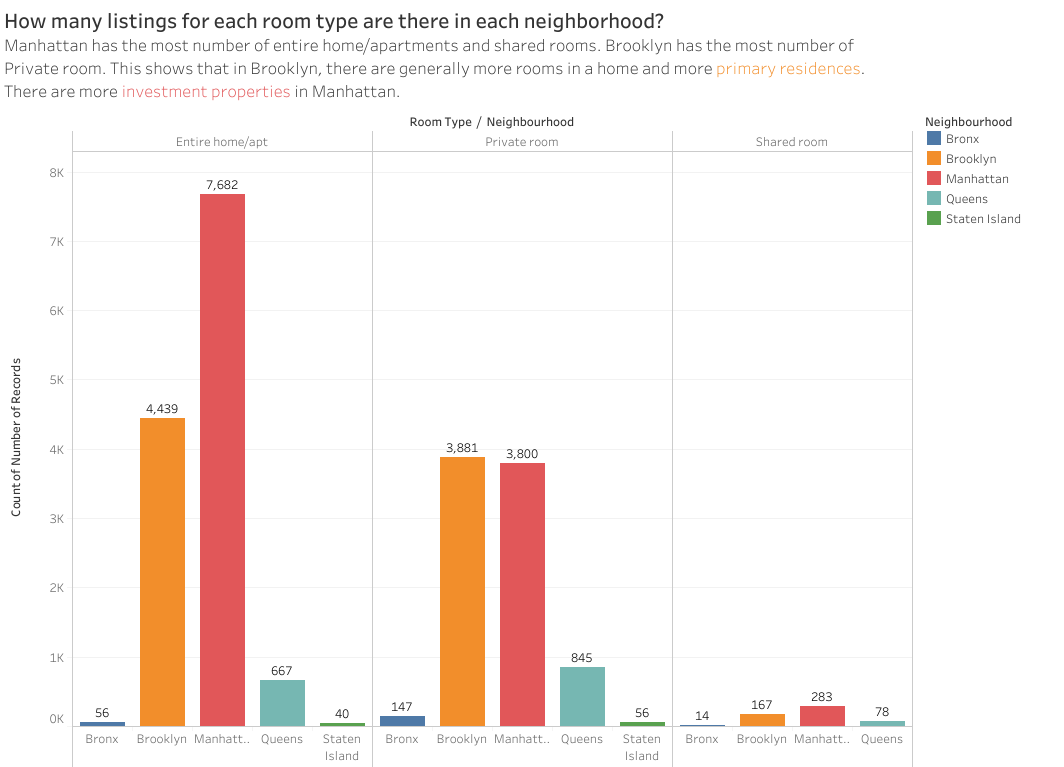 How many listings for each room type are there in each neighborhood?
Manhattan has the most number of entire home/apartments and shared rooms. Brooklyn has the most number of
Private room. This shows that in Brooklyn, there are generally more rooms in a home and more primary residences.
There are more investment properties in Manhattan.
Room Type / Neighbourhood
Entire home/apt
Private room
Shared room
Neighbourhood
Bronx
Brooklyn
Manhattan
Queens
Staten Island
Count of Number of Records
8K
7K
6K
5K
4K
3K
2K
1K
0K
56
4,439
7,682
667
40
147
3,881
3,800
845
56
14
167
283
78
Bronx
Brooklyn
Manhatt..
Queens
Staten
Island
Bronx
Brooklyn
Manhatt..
Queens
Staten
Island
Bronx
Brooklyn
Manhatt..
Queens